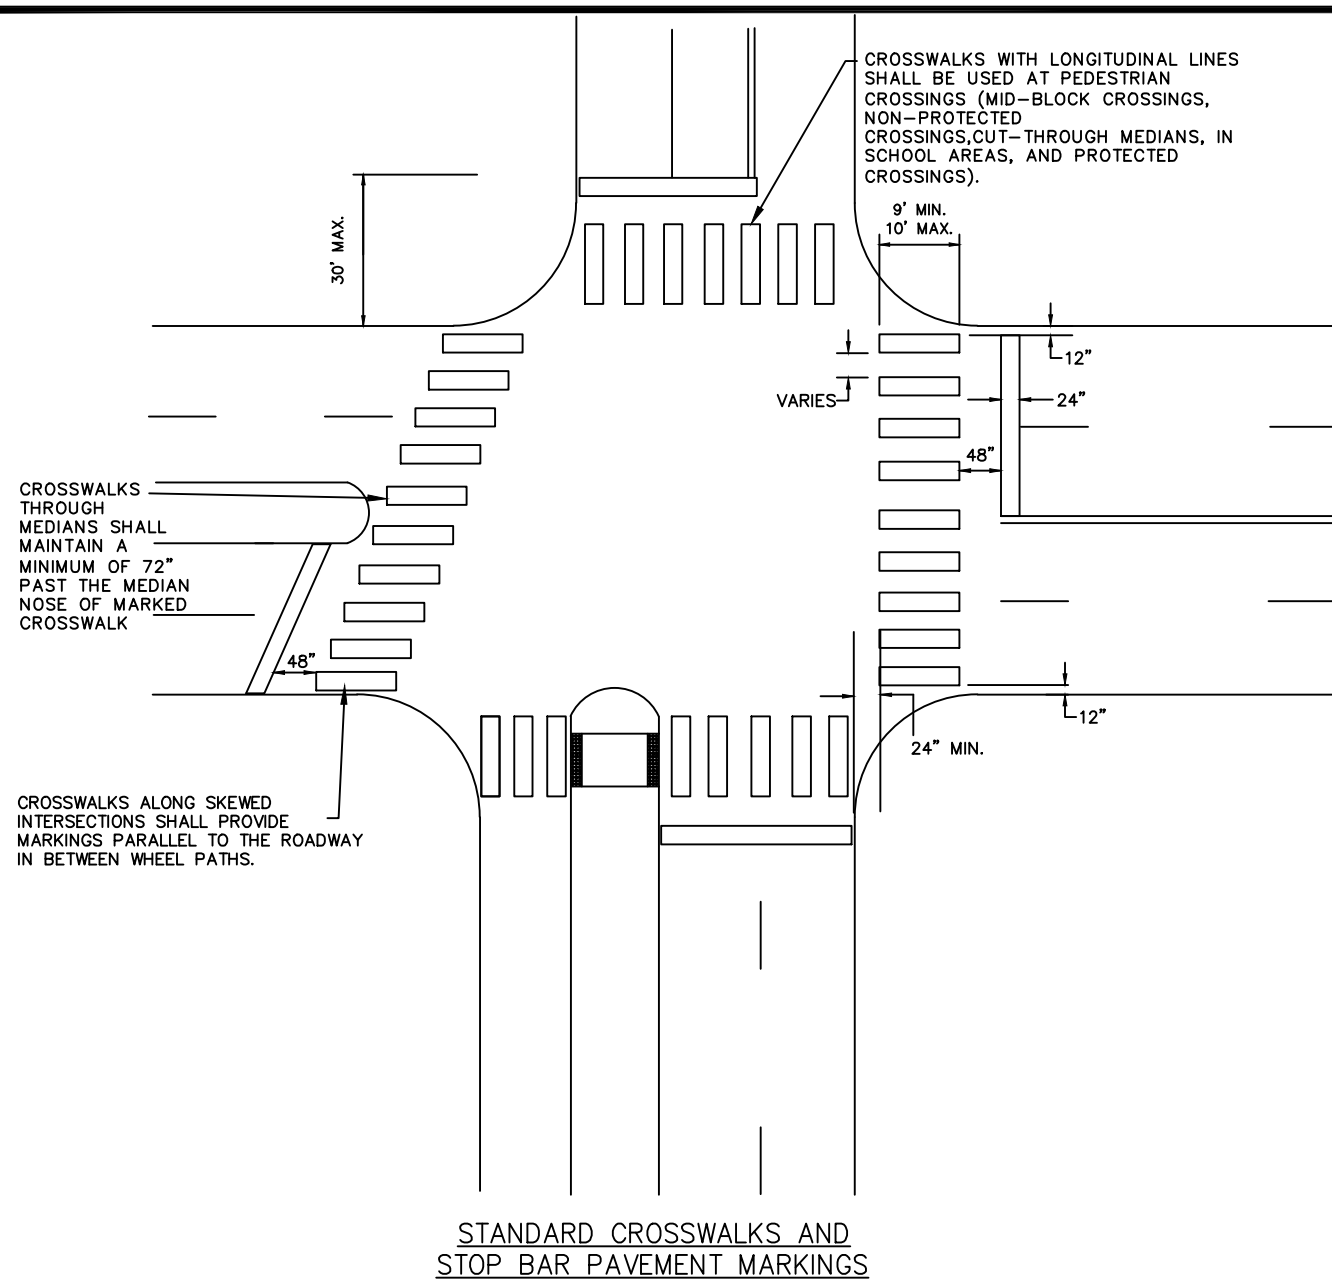 CROSSWALKS WITH LONGITUDINAL LINES
SHALL BE USED AT PEDESTRIAN
CROSSINGS (MID-BLOCK CROSSINGS,
NON-PROTECTED
CROSSINGS,CUT-THROUGH MEDIANS, IN
SCHOOL AREAS, AND PROTECTED
CROSSINGS).
30' MAX.
9' MIN.
10' MAX.
12"
VARIES
24"
48"
CROSSWALKS
THROUGH
MEDIANS SHALL
MAINTAIN A
MINIMUM OF 72"
PAST THE MEDIAN
NOSE OF MARKED
CROSSWALK
48"
12"
24" MIN.
CROSSWALKS ALONG SKEWED
INTERSECTIONS SHALL PROVIDE
MARKINGS PARALLEL TO THE ROADWAY
IN BETWEEN WHEEL PATHS.
STANDARD CROSSWALKS AND
STOP BAR PAVEMENT MARKINGS